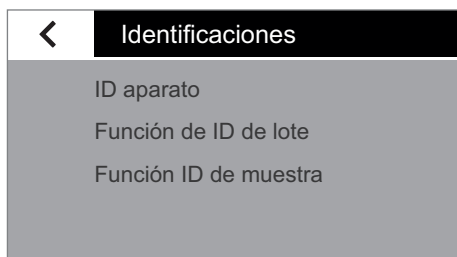 Identificaciones
ID aparato
Función de ID de lote
Función ID de muestra